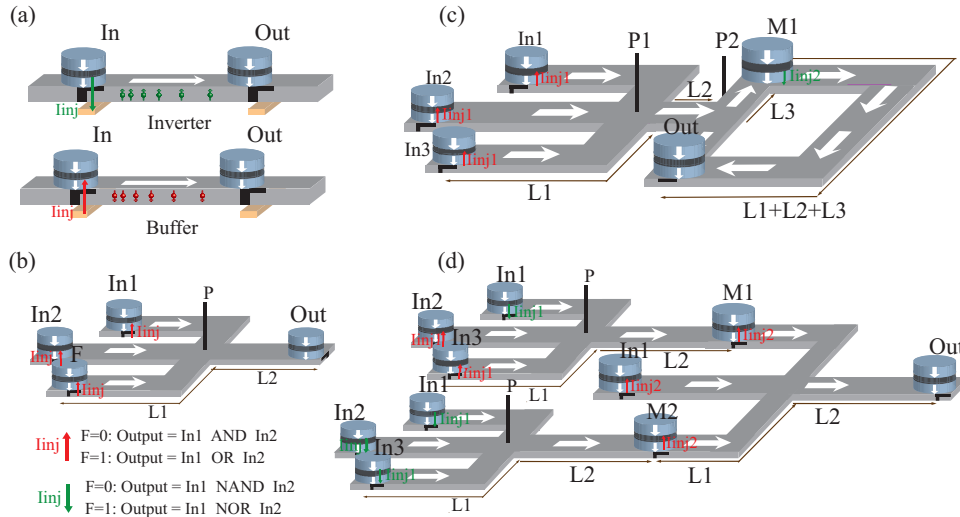 (a)
In
Out
Iinj
Inverter
In
Out
Iinj
Buffer
(b)
In1
P
In2
Out
Iinj
Iinj
F
Iinj
L1
L2
Iinj
F=0: Output = In1 AND In2
F=1: Output = In1 OR In2
Iinj
F=0: Output = In1 NAND In2
F=1: Output = In1 NOR In2
(c)
In1
P1
P2
M1
Iinj1
Iinj2
In2
L2
Iinj1
L3
In3
Out
Iinj1
L1
L1+L2+L3
(d)
In1
P
M1
In2
Iinj1
Iinj1
In3
Iinj2
Iinj1
L2
In1
Out
L1
Iinj2
In1
P
Iinj1
L2
In2
M2
Iinj1
In3
Iinj2
Iinj1
L2
L1
L1